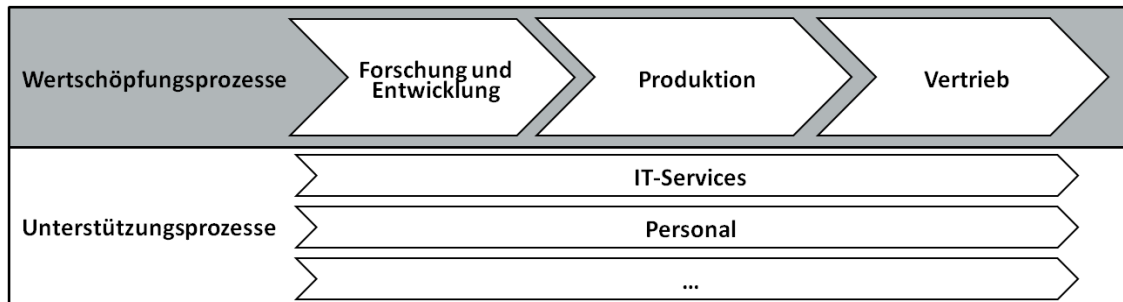 Wertschöpfungsprozesse
Forschung und
Entwicklung
Produktion
Vertrieb
Unterstützungsprozesse
IT-Services
Personal
...